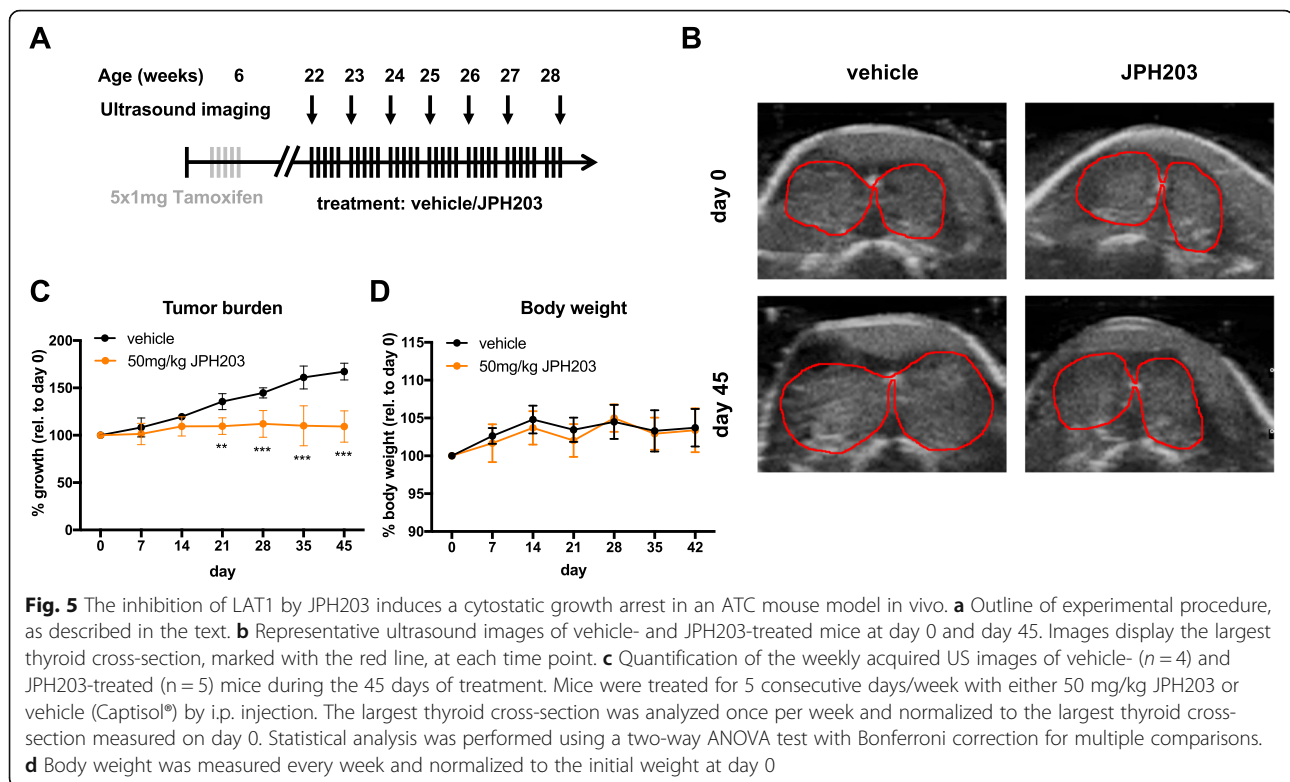 A
Age (weeks) 6 22 23 24 25 26 27 28
Ultrasound imaging
5x1mg Tamoxifen
treatment: vehicle/JPH203
B
vehicle JPH203
day 0
day 45
C
Tumor burden
vehicle
50mg/kg JPH203
% growth (rel. to day 0)
200
150
100
50
0
** *** *** ***
0 7 14 21 28 35 45
day
D
Body weight
vehicle
50mg/kg JPH203
% body weight (rel. to day 0)
115
110
105
100
95
90
0 7 14 21 28 35 42
day
Fig. 5 The inhibition of LAT1 by JPH203 induces a cytostatic growth arrest in an ATC mouse model in vivo. a Outline of experimental procedure,
as described in the text. b Representative ultrasound images of vehicle- and JPH203-treated mice at day 0 and day 45. Images display the largest
thyroid cross-section, marked with the red line, at each time point. c Quantification of the weekly acquired US images of vehicle- (n = 4) and
JPH203-treated (n = 5) mice during the 45 days of treatment. Mice were treated for 5 consecutive days/week with either 50 mg/kg JPH203 or
vehicle (Captisol®) by i.p. injection. The largest thyroid cross-section was analyzed once per week and normalized to the largest thyroid cross-
section measured on day 0. Statistical analysis was performed using a two-way ANOVA test with Bonferroni correction for multiple comparisons.
d Body weight was measured every week and normalized to the initial weight at day 0